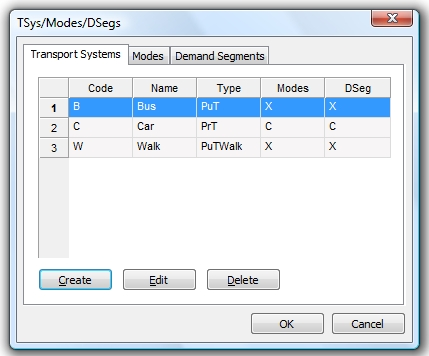 TSys/Modes/DSegs
Transport Systems Modes Demand Segments
Code Name Type Modes DSeg
1 B Bus PuT X X
2 C Car PrT C C
3 W Walk PuTWalk X X
Create Edit Delete
OK Cancel